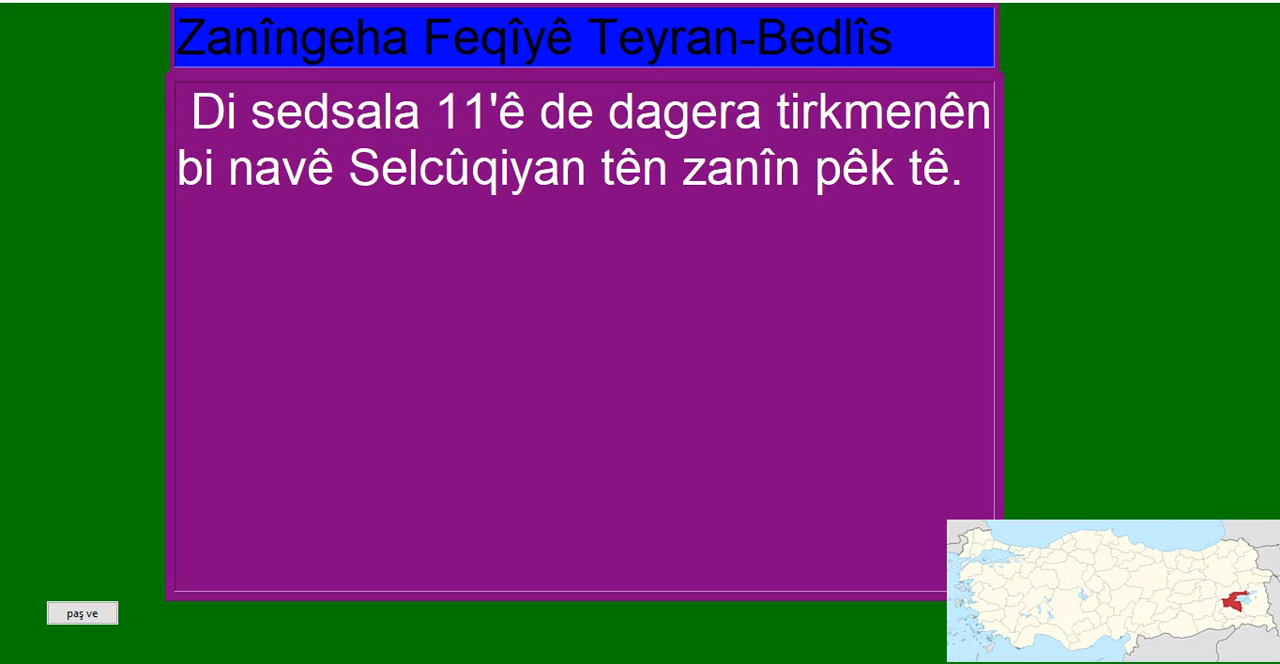 Zanîngeha Feqîyê Teyran-Bedlîs
Di sedsala 11'ê de dagera tirkmenên
bi navê Selcûqiyan tên zanîn pêk tê.
paş ve